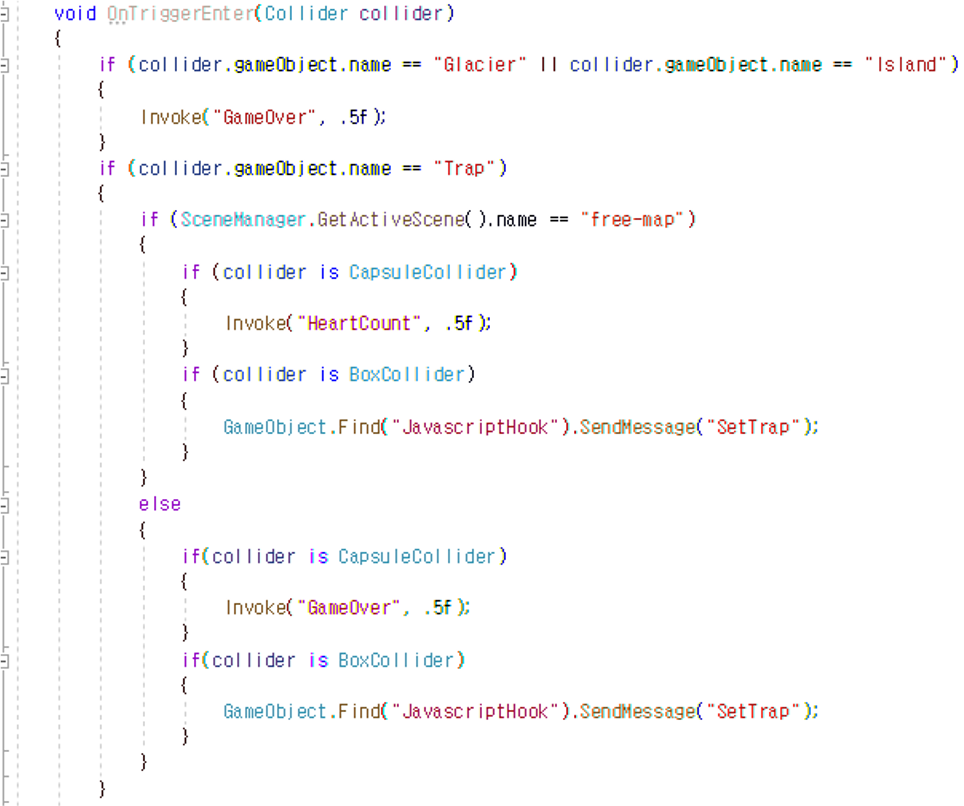 void OnTriggerEnter(Collider collider)
{
if (collider.gameObject.name == "Glacier" || collider.gameObject.name == "Island")
{
Invoke("GameOver", .5f);
}
if (collider.gameObject.name == "Trap")
{
if (SceneManager.GetActiveScene().name == "free-map")
{
if (collider is CapsuleCollider)
{
Invoke("HeartCount", .5f);
}
if (collider is BoxCollider)
{
GameObject.Find("JavascriptHook").SendMessage("SetTrap");
}
}
else
{
if(collider is CapsuleCollider)
{
Invoke("GameOver", .5f);
}
if(collider is BoxCollider)
{
GameObject.Find("JavascriptHook").SendMessage("SetTrap");
}
}
}